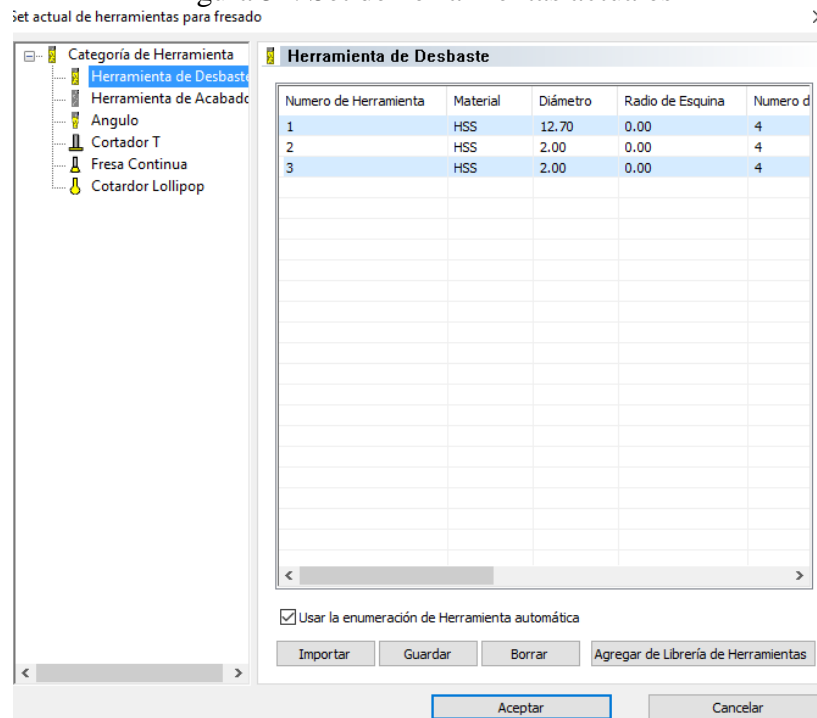 Set actual de herramientas para fresado
Categoría de Herramienta
Herramienta de Desbaste
Herramienta de Acabado
Angulo
Cortador T
Fresa Continua
Cotardor Lollipop
Herramienta de Desbaste
Numero de Herramienta Material Diámetro Radio de Esquina Numero d
1 HSS 12.70 0.00 4
2 HSS 2.00 0.00 4
3 HSS 2.00 0.00 4
Usar la enumeración de Herramienta automática
Importar Guardar Borrar Agregar de Librería de Herramientas
Aceptar Cancelar